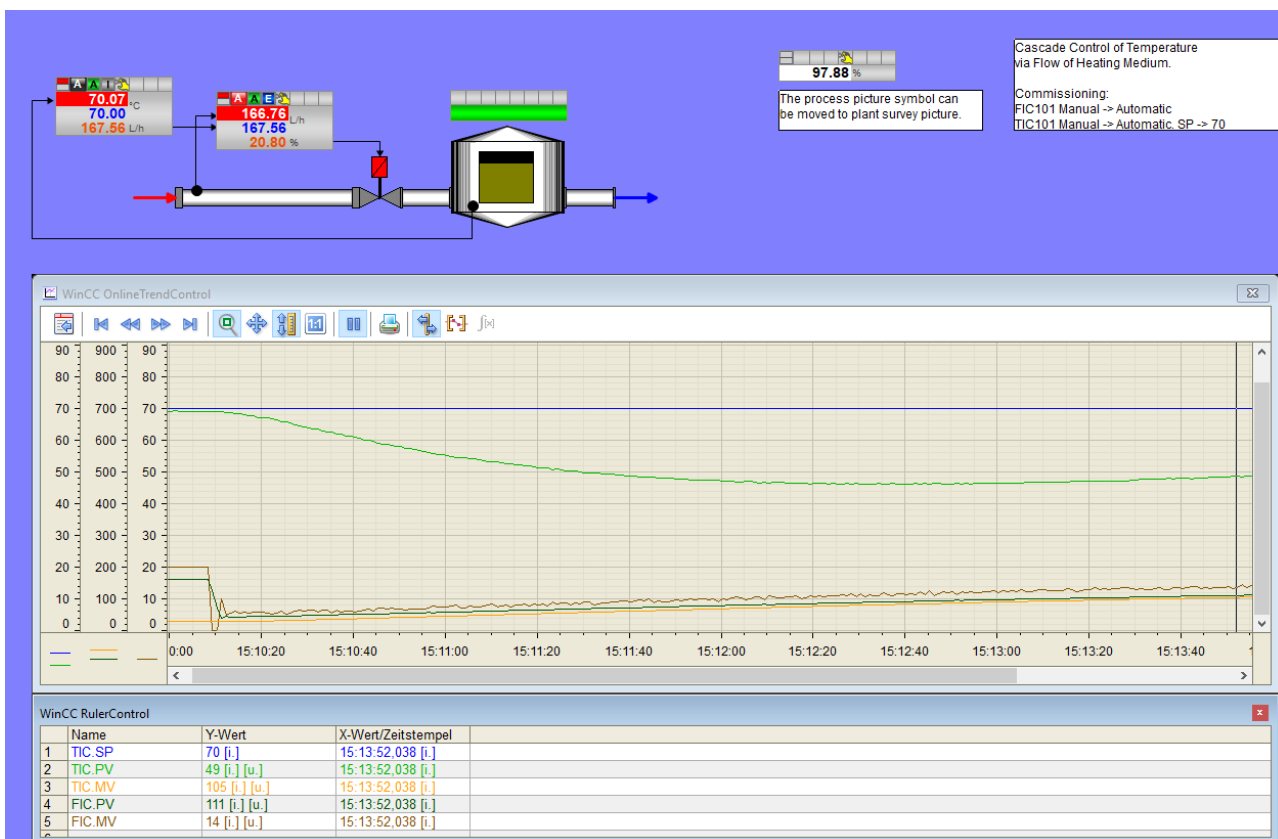 A A I
70.07 °C
70.00
167.56 L/h
A A E
166.76 L/h
167.56
20.80 %
97.88 %
The process picture symbol can
be moved to plant survey picture.
Cascade Control of Temperature
via Flow of Heating Medium.
Commissioning:
FIC101 Manual -> Automatic
TIC101 Manual -> Automatic. SP -> 70
WinCC OnlineTrendControl
1:1
f(x)
90 900 90
80 800 80
70 700 70
60 600 60
50 500 50
40 400 40
30 300 30
20 200 20
10 100 10
0 0 0
0:00 15:10:20 15:10:40 15:11:00 15:11:20 15:11:40 15:12:00 15:12:20 15:12:40 15:13:00 15:13:20 15:13:40
WinCC RulerControl
Name Y-Wert X-Wert/Zeitstempel
1 TIC.SP 70 [i.] 15:13:52,038 [i.]
2 TIC.PV 49 [i.] [u.] 15:13:52,038 [i.]
3 TIC.MV 105 [i.] [u.] 15:13:52,038 [i.]
4 FIC.PV 111 [i.] [u.] 15:13:52,038 [i.]
5 FIC.MV 14 [i.] [u.] 15:13:52,038 [i.]